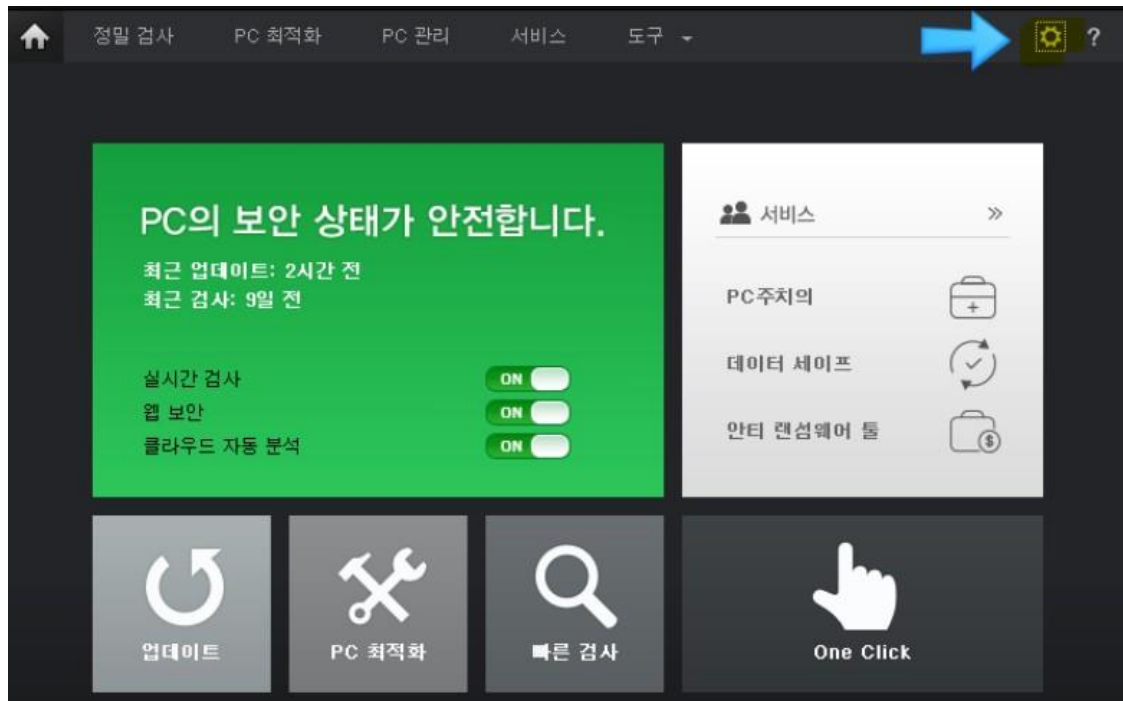 정밀 검사 PC 최적화 PC 관리 서비스 도구 ?
PC의 보안 상태가 안전합니다.
최근 업데이트: 2시간 전
최근 검사: 9일 전
실시간 검사 ON
웹 보안 ON
클라우드 자동 분석 ON
서비스 »
PC주치의
데이터 세이프
안티 랜섬웨어 툴
업데이트
PC 최적화
빠른 검사
One Click